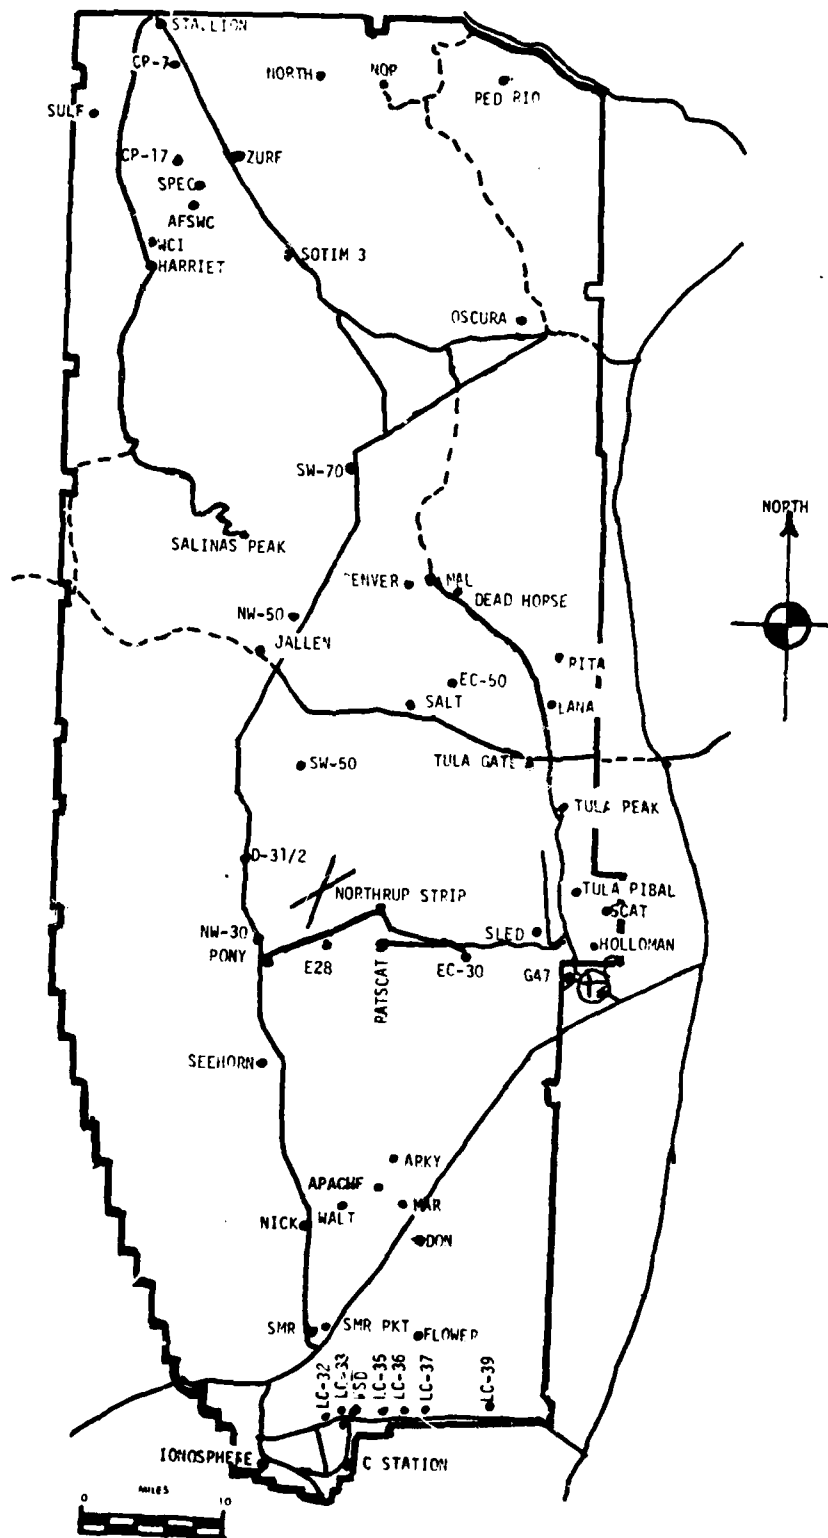 STALLION
CP-7
NORTH
NOP
PED RIO
SULF
CP-17
ZURF
SPEC
AFSWC
WCI
HARRIET
SOTIM 3
OSCURA
SW-70
SALINAS PEAK
NORTH
DENVER
MAL
DEAD HORSE
NW-50
JALLEN
RITA
EC-50
SALT
LANA
SW-50
TULA GATE
TULA PEAK
D-31/2
NORTHRUP STRIP
TULA PIBAL
SCAT
NW-30
SLED
HOLLOMAN
PONY
E28
RATSCAT
EC-30
G47
SEEHORN
ARKY
APACHE
WALT
MAR
NICK
DON
SMR
SMR PKT
FLOWER
LC-32
LC-33
LC-35
LC-36
LC-37
LC-39
IONOSPHERE
C STATION
0
MILES
10